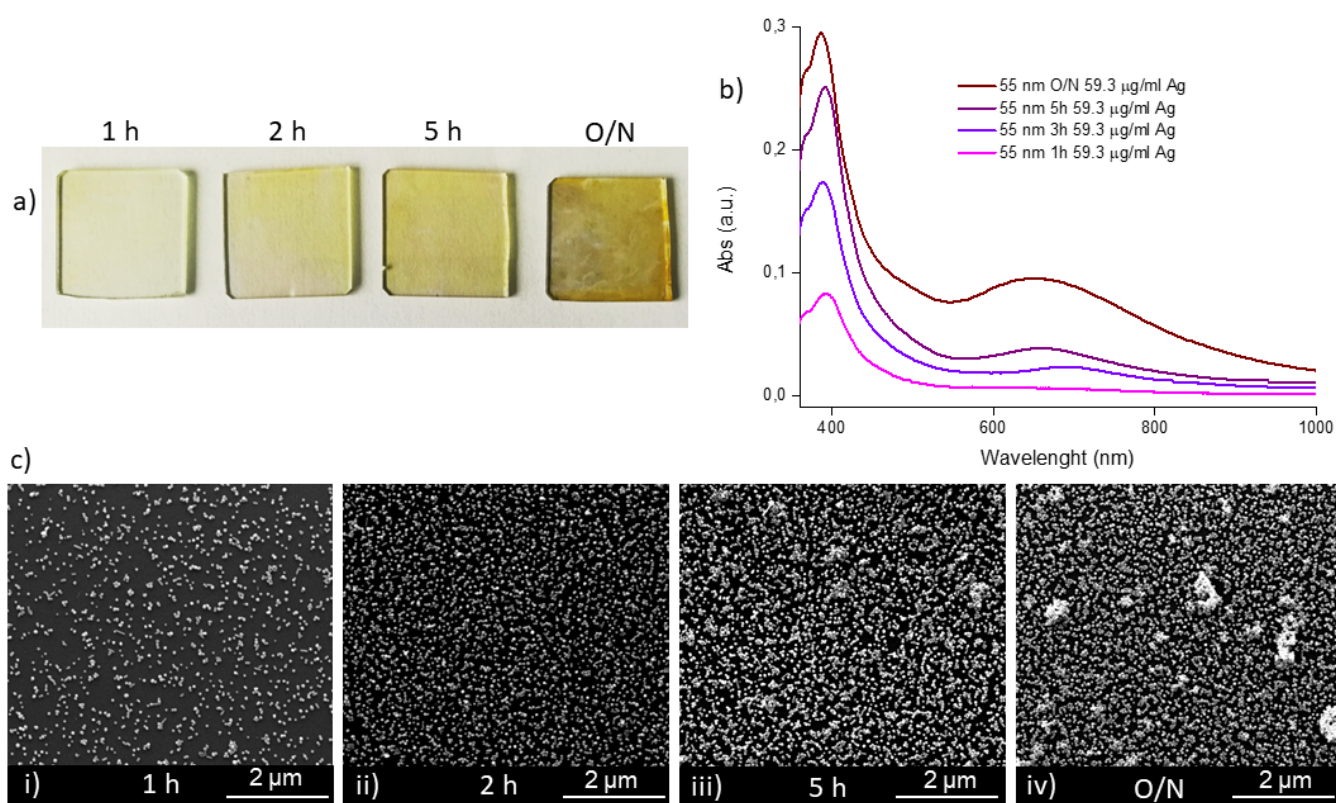 a)
1 h
2 h
5 h
O/N
b)
0,3
0,2
0,1
0,0
Abs (a.u.)
55 nm O/N 59.3 μg/ml Ag
55 nm 5h 59.3 μg/ml Ag
55 nm 3h 59.3 μg/ml Ag
55 nm 1h 59.3 μg/ml Ag
400
600
800
1000
Wavelenght (nm)
c)
i) 1 h 2 μm
ii) 2 h 2 μm
iii) 5 h 2 μm
iv) O/N 2 μm